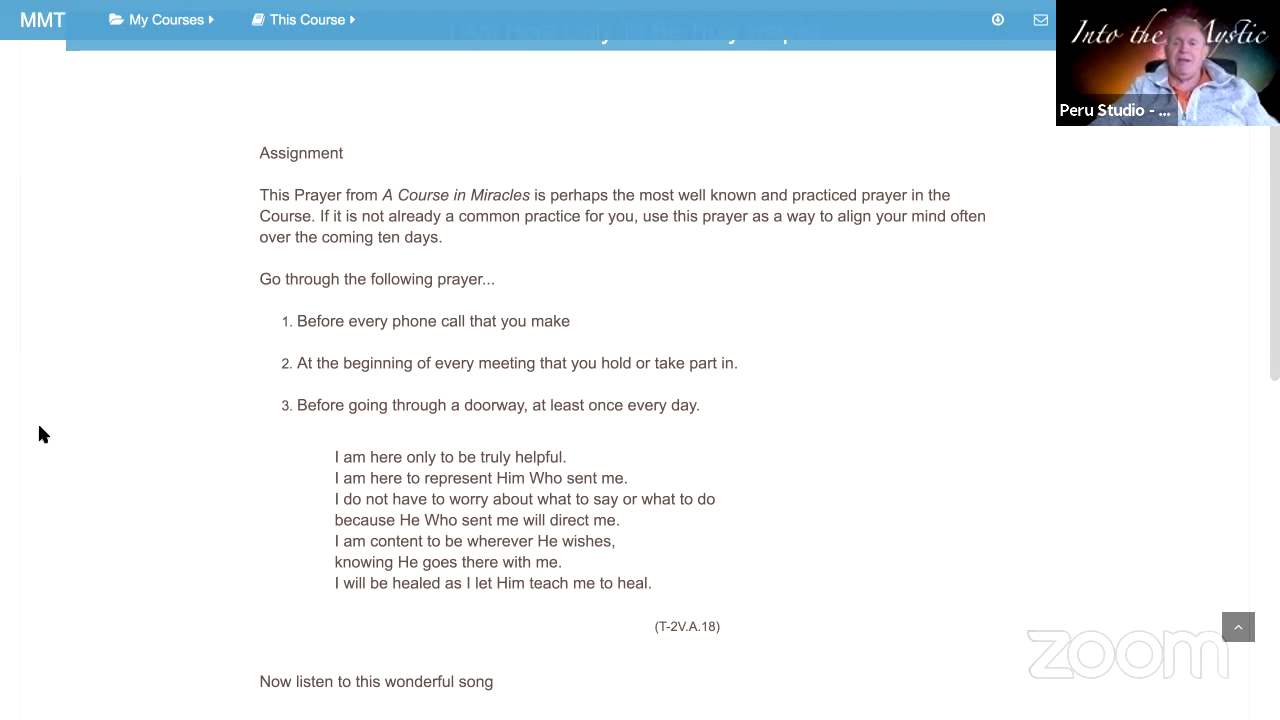 MMT My Courses This Course
Into the Mystic
Peru Studio - ...
Assignment
This Prayer from A Course in Miracles is perhaps the most well known and practiced prayer in the
Course. If it is not already a common practice for you, use this prayer as a way to align your mind often
over the coming ten days.
Go through the following prayer...
1. Before every phone call that you make
2. At the beginning of every meeting that you hold or take part in.
3. Before going through a doorway, at least once every day.
I am here only to be truly helpful.
I am here to represent Him Who sent me.
I do not have to worry about what to say or what to do
because He Who sent me will direct me.
I am content to be wherever He wishes,
knowing He goes there with me.
I will be healed as I let Him teach me to heal.
(T-2V.A.18)
zoom
Now listen to this wonderful song